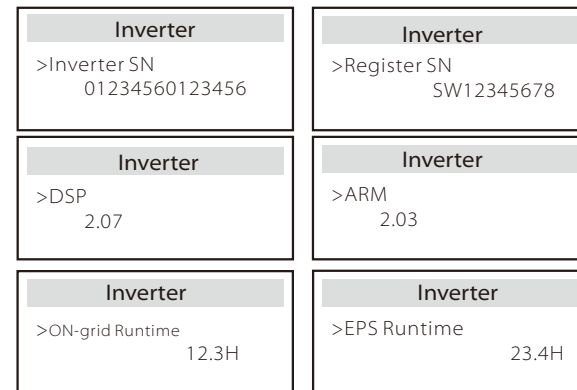 Inverter
>Inverter SN
01234560123456
Inverter
>Register SN
SW12345678
Inverter
>DSP
2.07
Inverter
>ARM
2.03
Inverter
>ON-grid Runtime
12.3H
Inverter
>EPS Runtime
23.4H